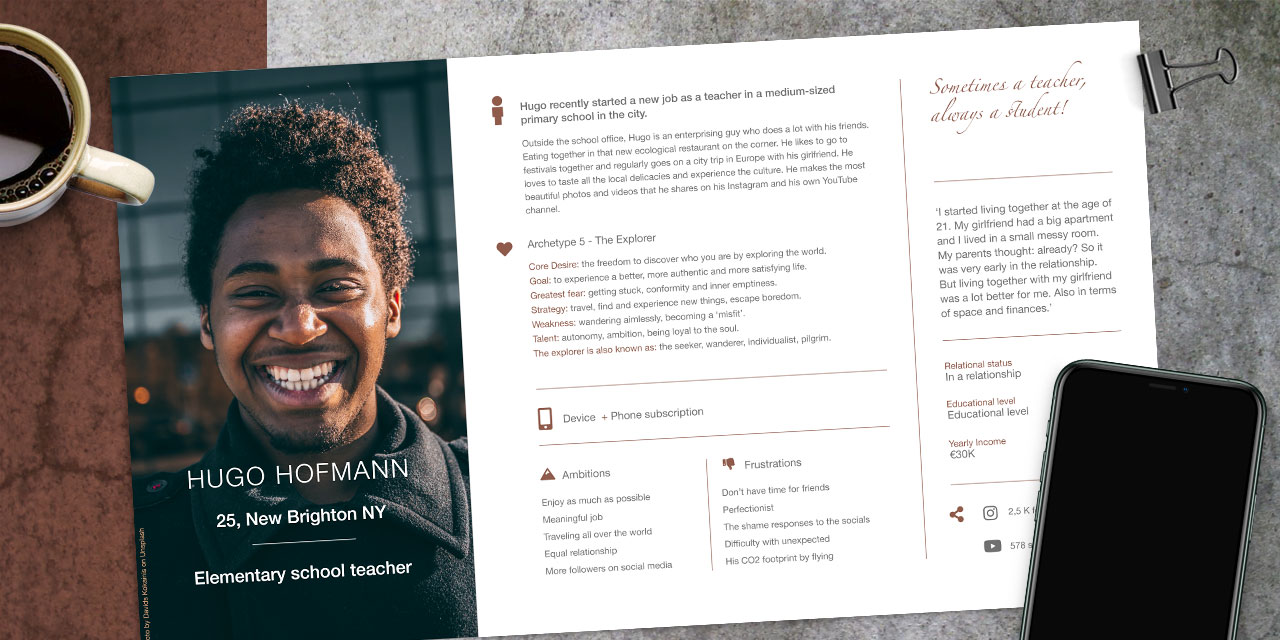 HUGO HOFMANN
25, New Brighton NY
Elementary school teacher
by Davids Kokainis on Unsplash
Hugo recently started a new job as a teacher in a medium-sized
primary school in the city.
Outside the school office, Hugo is an enterprising guy who does a lot with his friends.
Eating together in that new ecological restaurant on the corner. He likes to go to
festivals together and regularly goes on a city trip in Europe with his girlfriend. He
loves to taste all the local delicacies and experience the culture. He makes the most
beautiful photos and videos that he shares on his Instagram and his own YouTube
channel.
Archetype 5 - The Explorer
Core Desire: the freedom to discover who you are by exploring the world.
Goal: to experience a better, more authentic and more satisfying life.
Greatest fear: getting stuck, conformity and inner emptiness.
Strategy: travel, find and experience new things, escape boredom.
Weakness: wandering aimlessly, becoming a ‘misfit’.
Talent: autonomy, ambition, being loyal to the soul.
The explorer is also known as: the seeker, wanderer, individualist, pilgrim.
Device + Phone subscription
Ambitions
Enjoy as much as possible
Meaningful job
Traveling all over the world
Equal relationship
More followers on social media
Frustrations
Don’t have time for friends
Perfectionist
The shame responses to the socials
Difficulty with unexpected
His CO2 footprint by flying
Sometimes a teacher,
always a student!
‘I started living together at the age of
21. My girlfriend had a big apartment
and I lived in a small messy room.
My parents thought: already? So it
was very early in the relationship.
But living together with my girlfriend
was a lot better for me. Also in terms
of space and finances.’
Relational status
In a relationship
Educational level
Educational level
Yearly Income
€30K
2,5 K
578